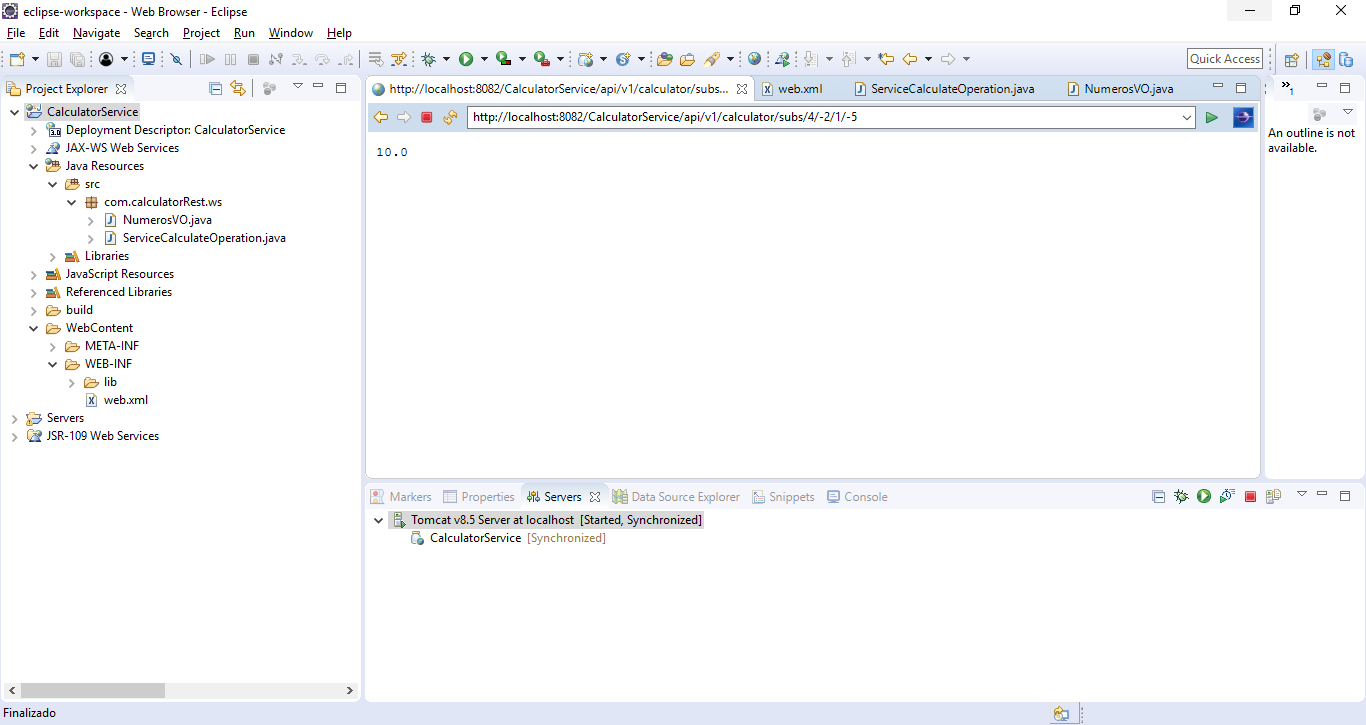 eclipse-workspace - Web Browser - Eclipse
File Edit Navigate Search Project Run Window Help
Quick Access
Project Explorer
CalculatorService
Deployment Descriptor: CalculatorService
JAX-WS Web Services
Java Resources
src
com.calculatorRest.ws
NumerosVO.java
ServiceCalculateOperation.java
Libraries
JavaScript Resources
Referenced Libraries
build
WebContent
META-INF
WEB-INF
lib
web.xml
Servers
JSR-109 Web Services
http://localhost:8082/CalculatorService/api/v1/calculator/subs... web.xml ServiceCalculateOperation.java NumerosVO.java
http://localhost:8082/CalculatorService/api/v1/calculator/subs/4/-2/1/-5
10.0
1
An outline is not
available.
Markers Properties Servers Data Source Explorer Snippets Console
Tomcat v8.5 Server at localhost [Started, Synchronized]
CalculatorService [Synchronized]
Finalizado